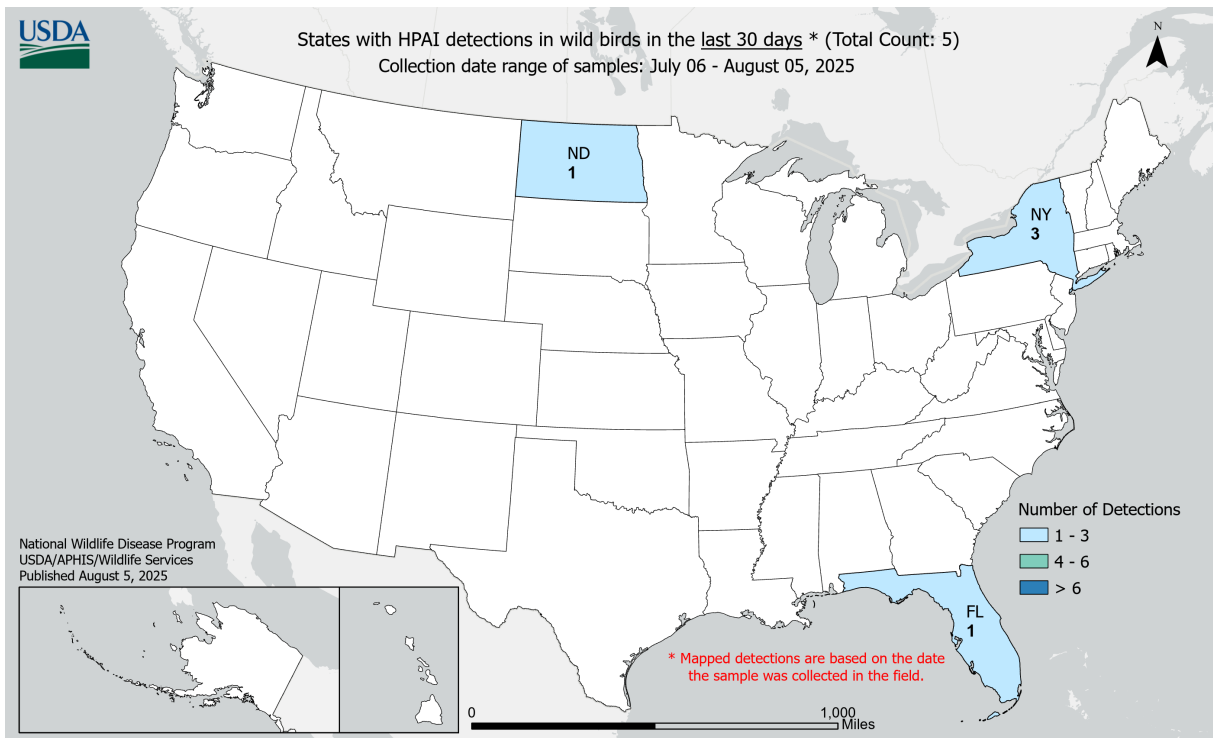 USDA
States with HPAI detections in wild birds in the last 30 days * (Total Count: 5)
Collection date range of samples: July 06 - August 05, 2025
N
ND
1
NY
3
Number of Detections
1 - 3
4 - 6
> 6
National Wildlife Disease Program
USDA/APHIS/Wildlife Services
Published August 5, 2025
FL
1
* Mapped detections are based on the date
the sample was collected in the field.
0
1,000
Miles